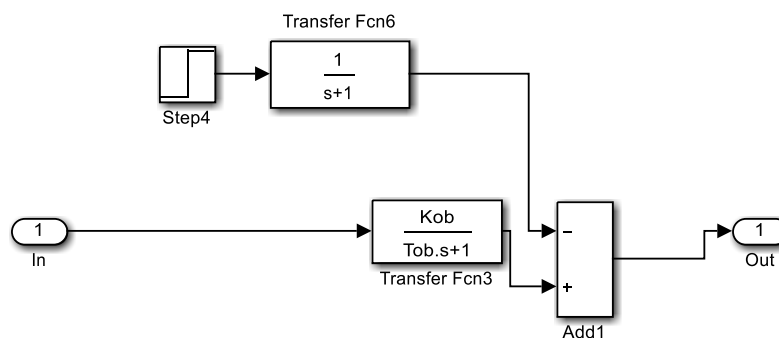 Transfer Fcn6
1
s+1
Step4
1
In
Kob
Tob.s+1
Transfer Fcn3
−
+
Add1
1
Out